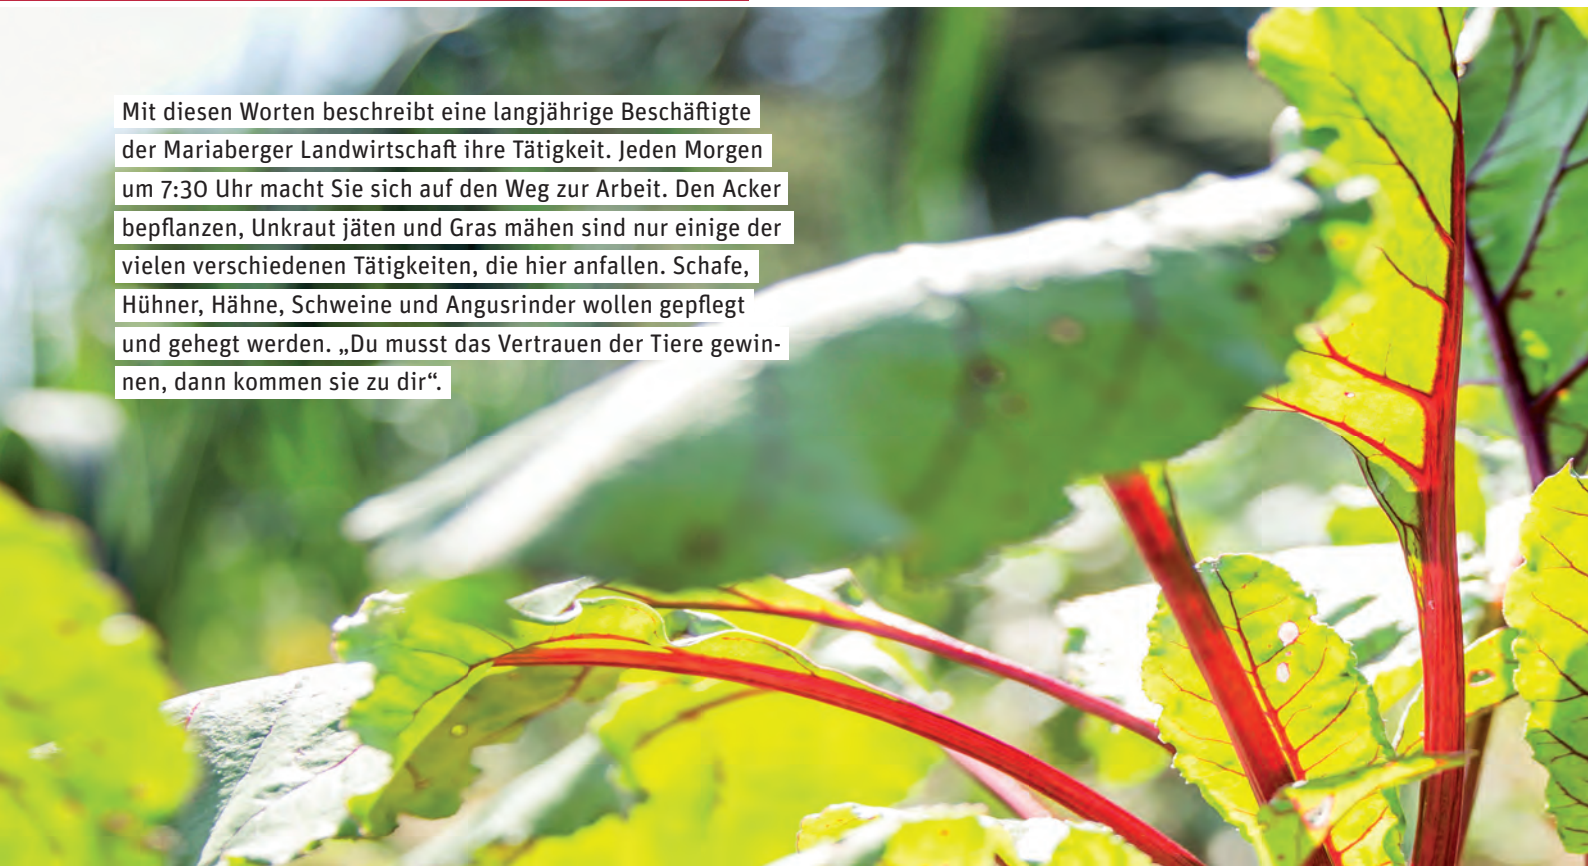 Mit diesen Worten beschreibt eine langjährige Beschäftigte
der Mariaberger Landwirtschaft ihre Tätigkeit. Jeden Morgen
um 7:30 Uhr macht Sie sich auf den Weg zur Arbeit. Den Acker
bepflanzen, Unkraut jäten und Gras mähen sind nur einige der
vielen verschiedenen Tätigkeiten, die hier anfallen. Schafe,
Hühner, Hähne, Schweine und Angusrinder wollen gepflegt
und gehegt werden. „Du musst das Vertrauen der Tiere gewin-
nen, dann kommen sie zu dir“.